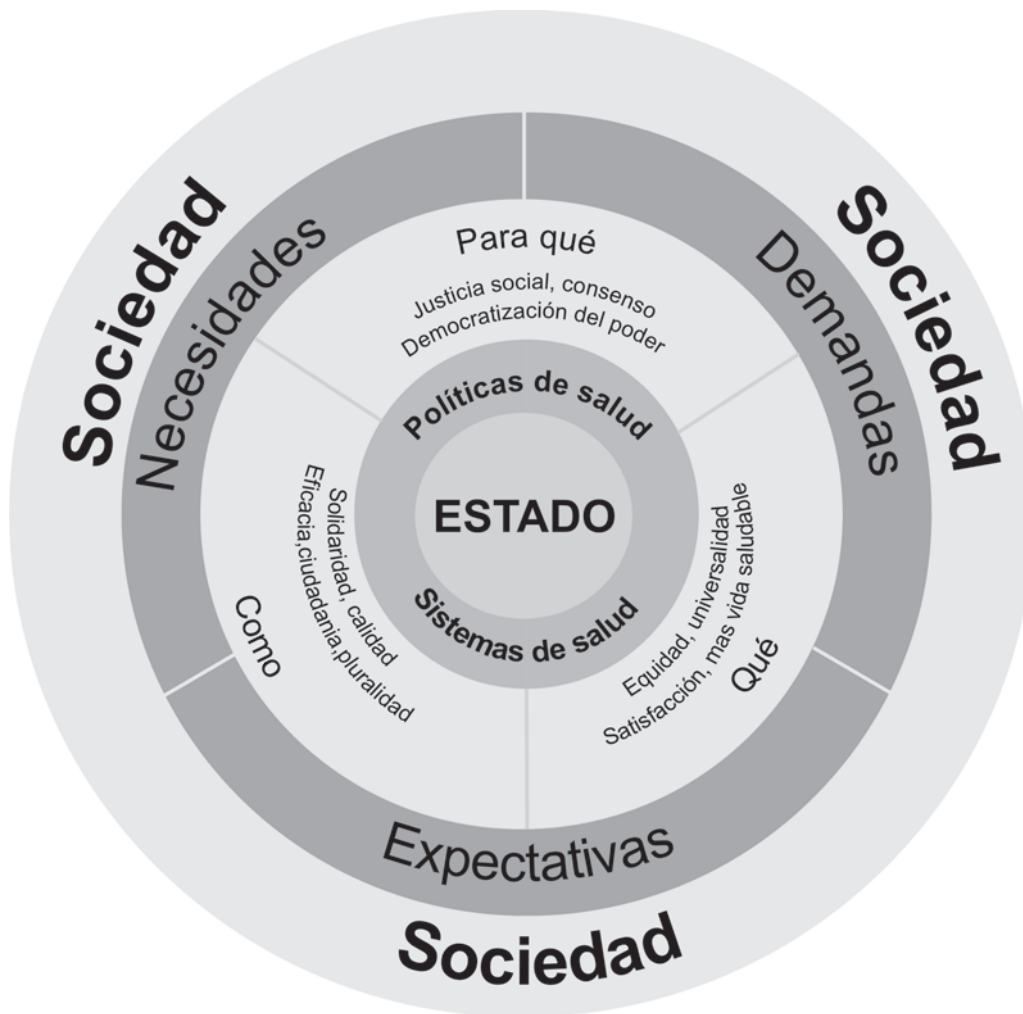 Sociedad
Sociedad
Necesidades
Demandas
Para qué
Justicia social, consenso
Democratización del poder
Políticas de salud
ESTADO
Sistemas de salud
Como
Solidaridad, calidad
Eficacia,ciudadania,pluralidad
Equidad, universalidad
Satisfacción, mas vida saludable
Qué
Expectativas
Sociedad